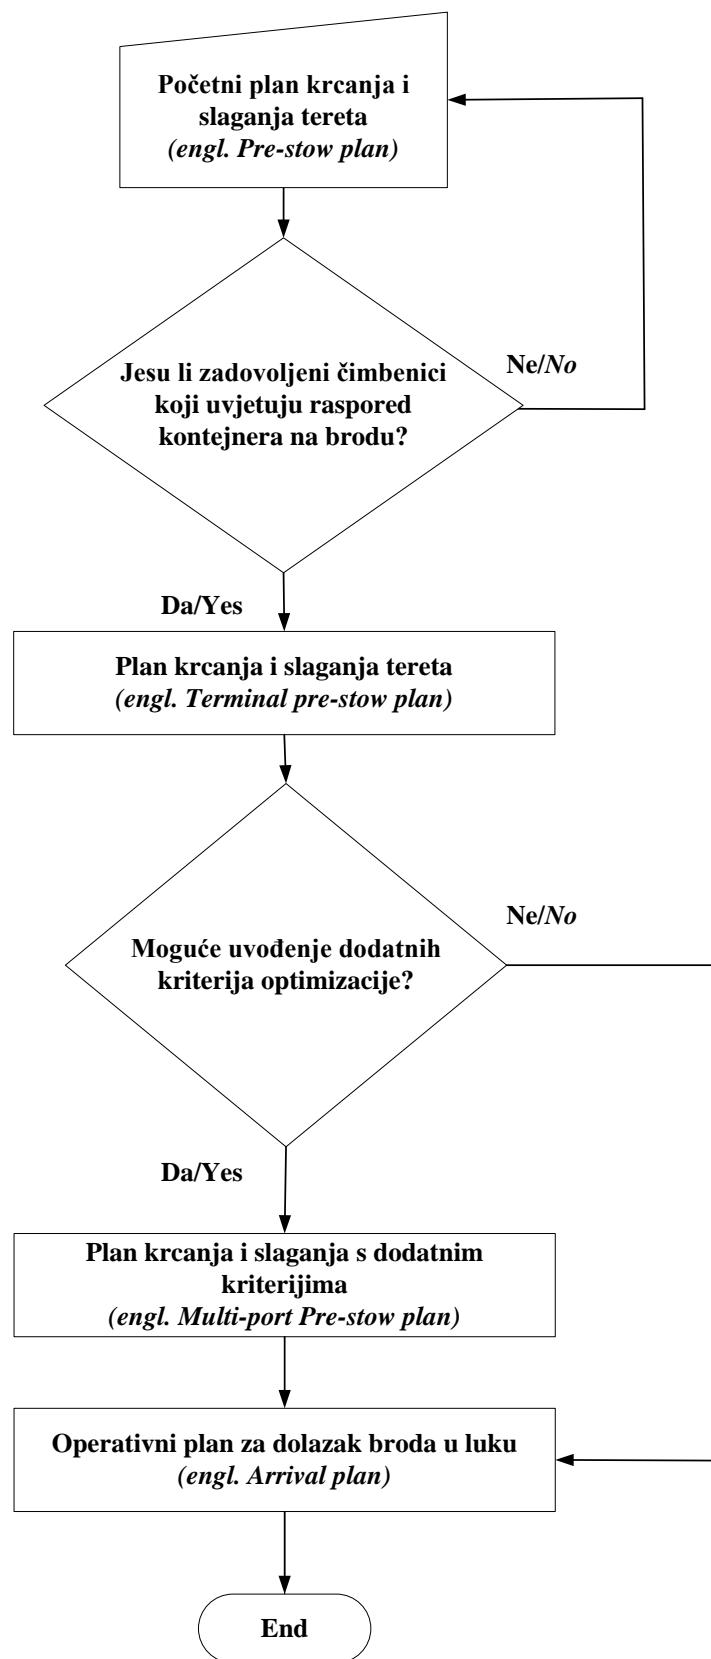 Početni plan krcanja i
slaganja tereta
(engl. Pre-stow plan)
Jesu li zadovoljeni čimbenici
koji uvjetuju raspored
kontejnera na brodu?
Ne/No
Da/Yes
Plan krcanja i slaganja tereta
(engl. Terminal pre-stow plan)
Ne/No
Moguće uvođenje dodatnih
kriterija optimizacije?
Da/Yes
Plan krcanja i slaganja s dodatnim
kriterijima
(engl. Multi-port Pre-stow plan)
Operativni plan za dolazak broda u luku
(engl. Arrival plan)
End